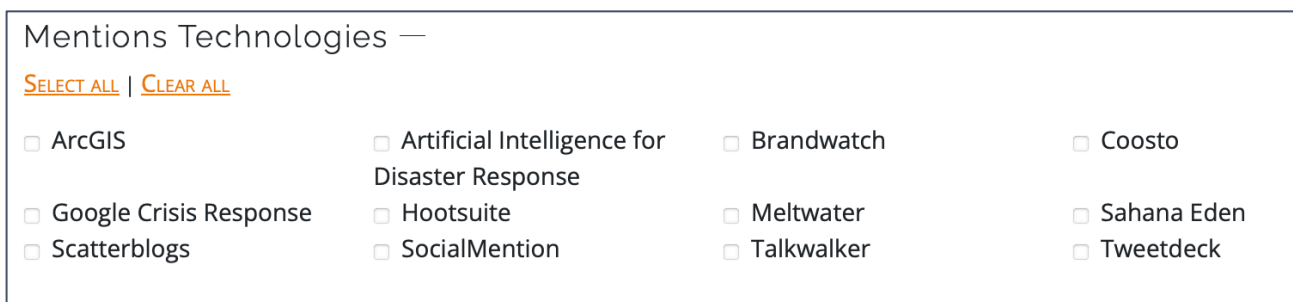 Mentions Technologies —
Select all | Clear all
ArcGIS Artificial Intelligence for Brandwatch Coosto
Disaster Response
Google Crisis Response Hootsuite Meltwater Sahana Eden
Scatterblogs SocialMention Talkwalker Tweetdeck